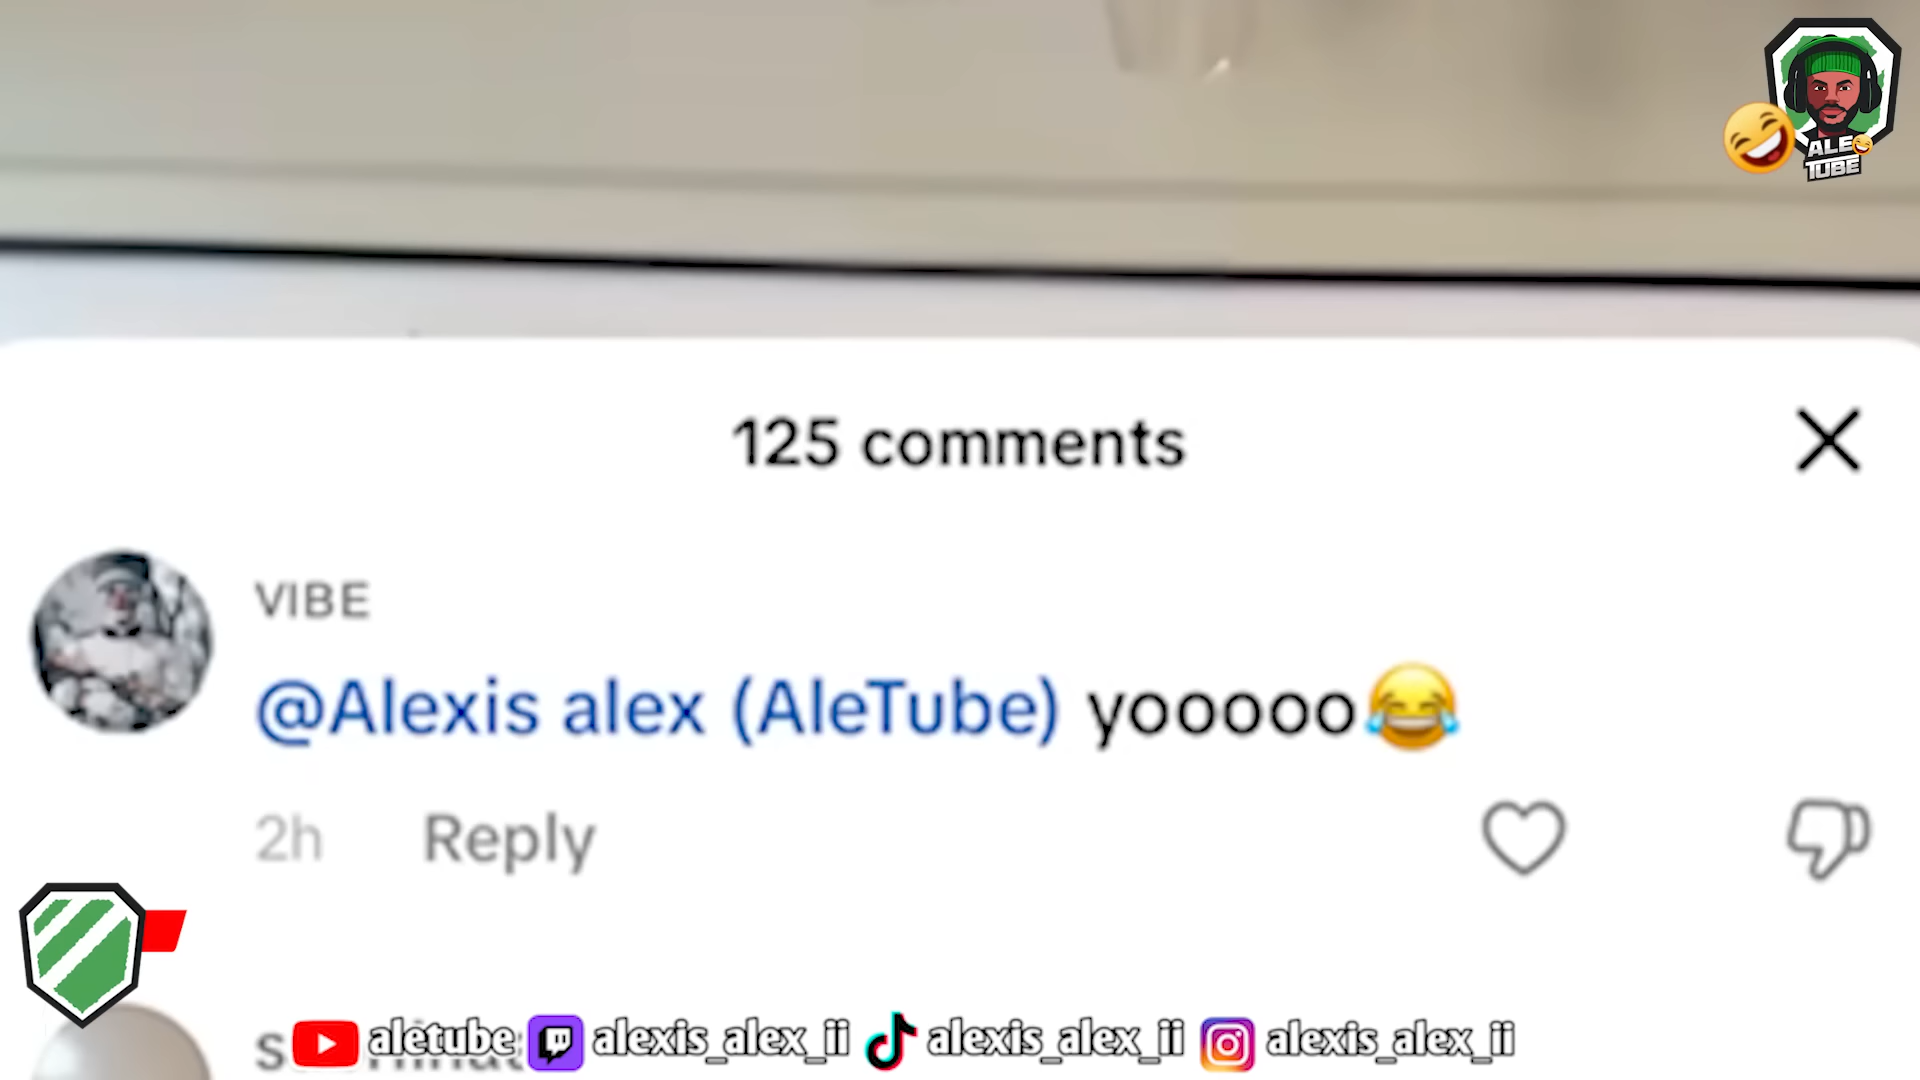 ALE
TUBE
125 comments
VIBE
@Alexis alex (AleTube) yooooo😂
2h Reply
aletube alexis_alex_ii alexis_alex_ii alexis_alex_ii